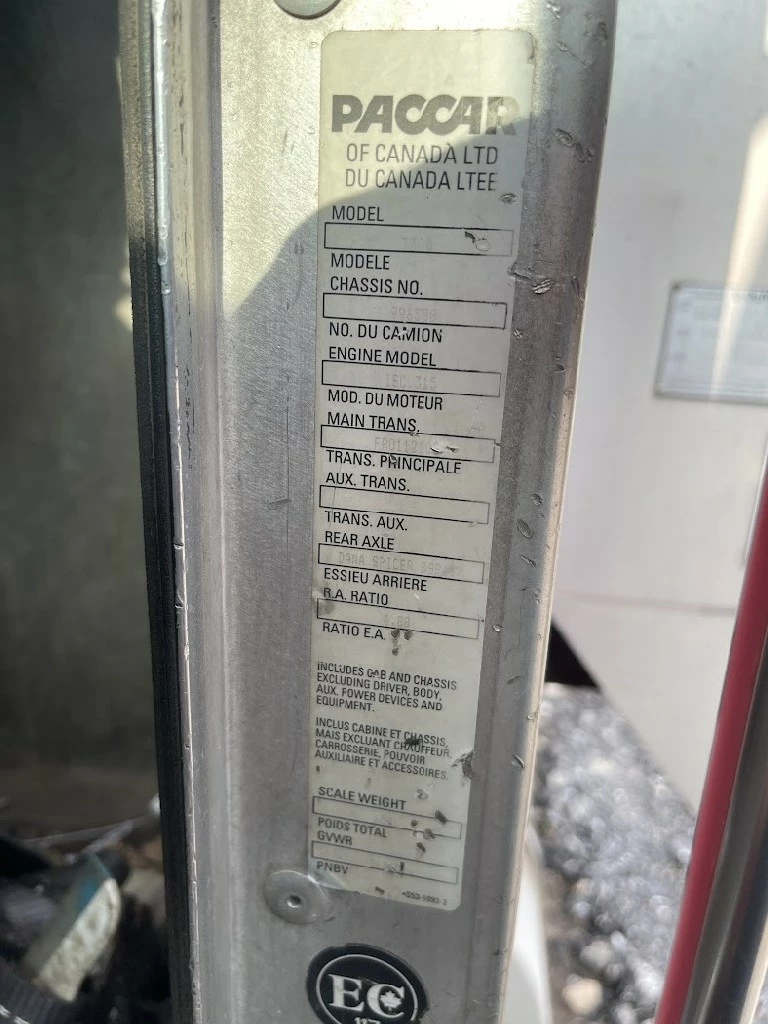 PACCAR
OF CANADA LTD
DU CANADA LTEE
MODEL
MODELE
CHASSIS NO.
NO. DU CAMION
ENGINE MODEL
ISC 315
MOD. DU MOTEUR
MAIN TRANS.
TRANS. PRINCIPALE
AUX. TRANS.
TRANS. AUX.
REAR AXLE
DANA SPICER
ESSIEU ARRIERE
R.A. RATIO
RATIO E.A.
INCLUDES CAB AND CHASSIS
EXCLUDING DRIVER, BODY,
AUX. POWER DEVICES AND
EQUIPMENT.
INCLUS CABINE ET CHASSIS,
MAIS EXCLUANT CHAUFFEUR,
CARROSSERIE, POUVOIR
AUXILIAIRE ET ACCESSOIRES.
SCALE WEIGHT
POIDS TOTAL
GVWR
PNBV
EC